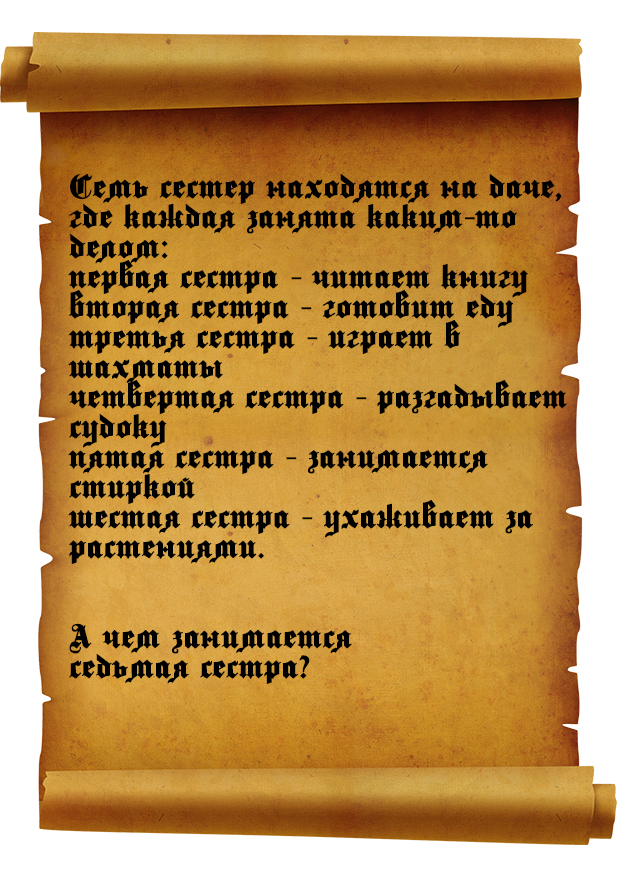 Семь сестер находятся на даче,
где каждая занята каким-то
делом:
первая сестра - читает книгу
вторая сестра - готовит еду
третья сестра - играет в
шахматы
четвертая сестра - разгадывает
судоку
пятая сестра - занимается
стиркой
шестая сестра - ухаживает за
растениями.
А чем занимается
седьмая сестра?